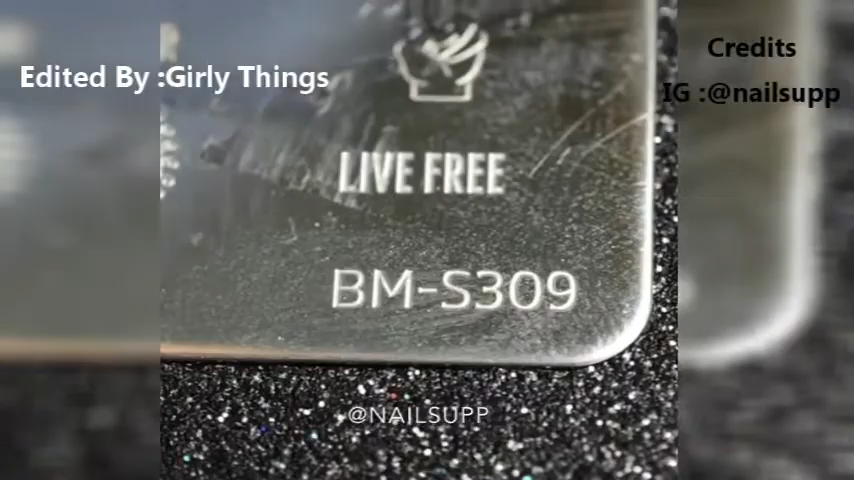 Edited By :Girly Things
Credits
IG :@nailsupp
LIVE FREE
BM-S309
@NAILSUPP